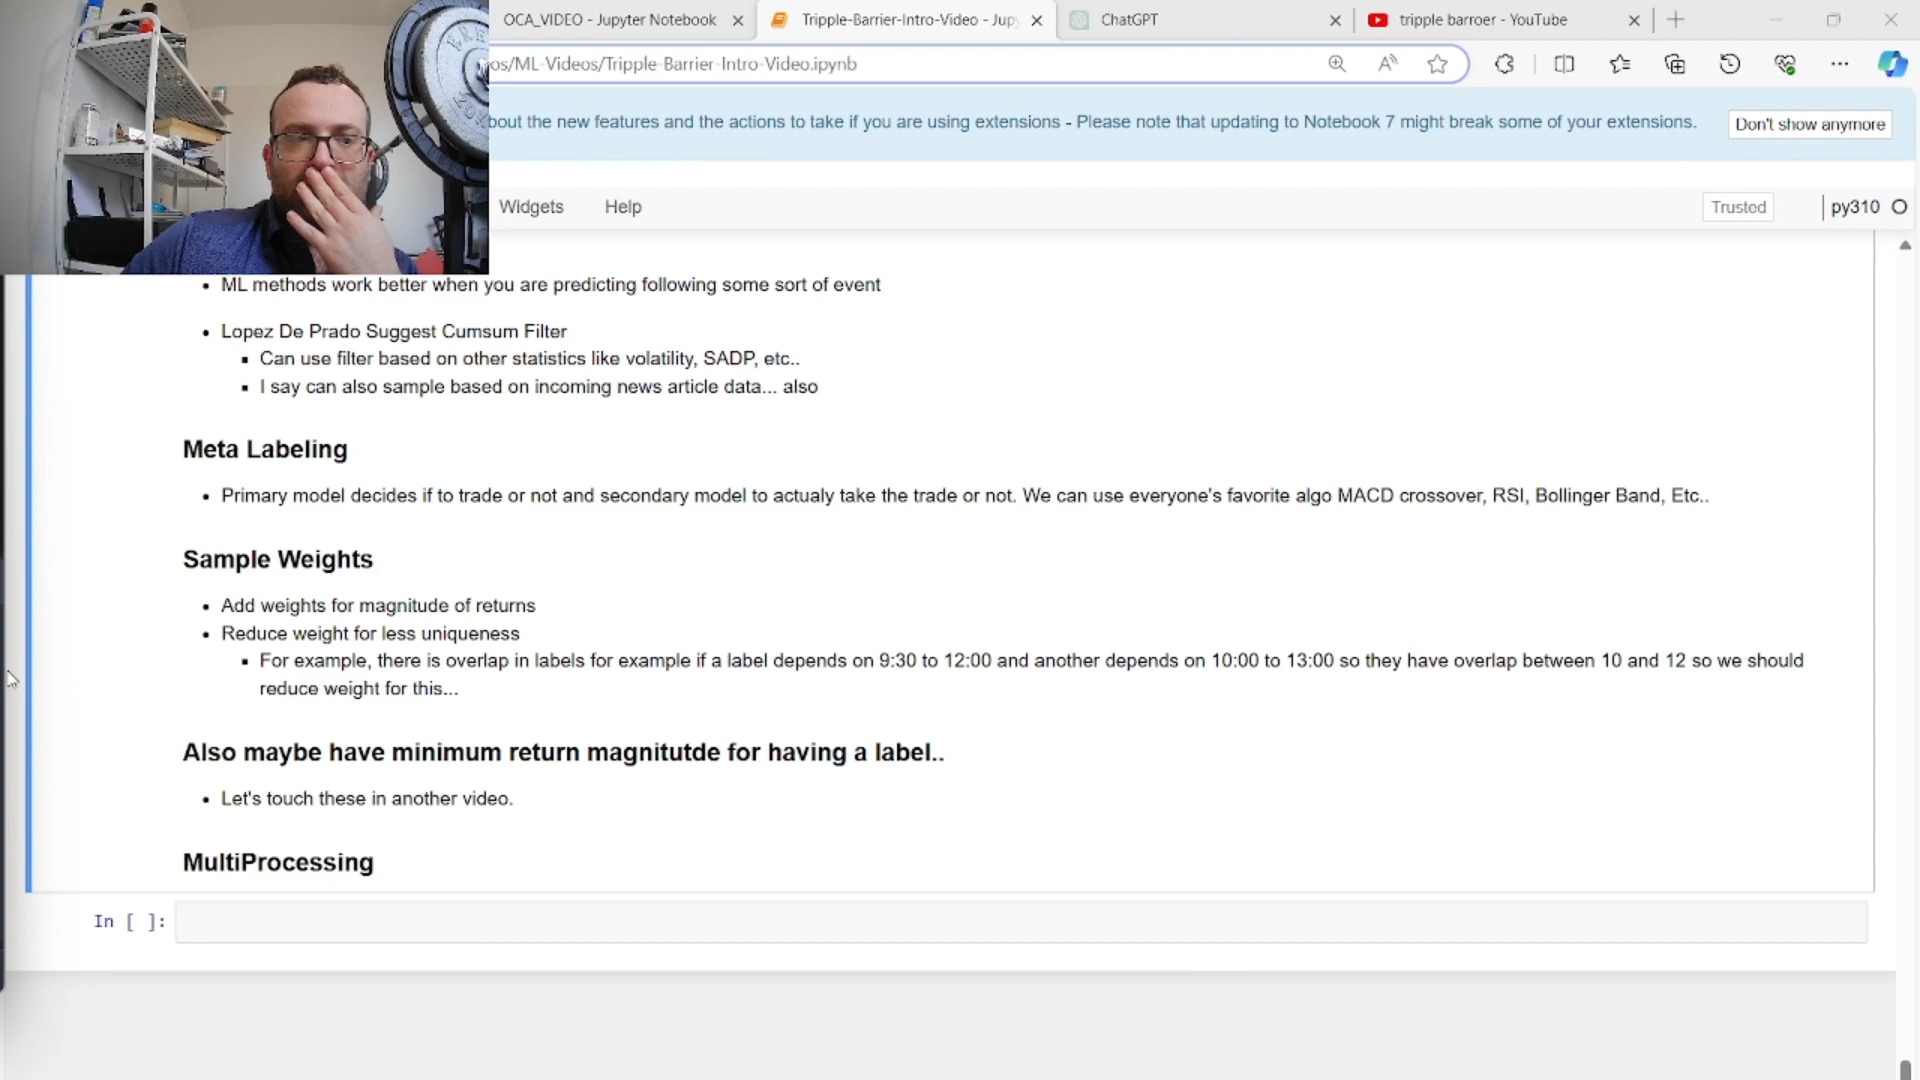 OCA_VIDEO - Jupyter Notebook
Tripple-Barrier-Intro-Video - Jup
ChatGPT
tripple barroer - YouTube
os/ML-Videos/Tripple-Barrier-Intro-Video.ipynb
bout the new features and the actions to take if you are using extensions - Please note that updating to Notebook 7 might break some of your extensions.
Don't show anymore
Widgets
Help
Trusted
py310
ML methods work better when you are predicting following some sort of event
Lopez De Prado Suggest Cumsum Filter
Can use filter based on other statistics like volatility, SADP, etc..
I say can also sample based on incoming news article data... also
Meta Labeling
Primary model decides if to trade or not and secondary model to actualy take the trade or not. We can use everyone's favorite algo MACD crossover, RSI, Bollinger Band, Etc..
Sample Weights
Add weights for magnitude of returns
Reduce weight for less uniqueness
For example, there is overlap in labels for example if a label depends on 9:30 to 12:00 and another depends on 10:00 to 13:00 so they have overlap between 10 and 12 so we should
reduce weight for this...
Also maybe have minimum return magnitutde for having a label..
Let's touch these in another video.
MultiProcessing
In [ ]: